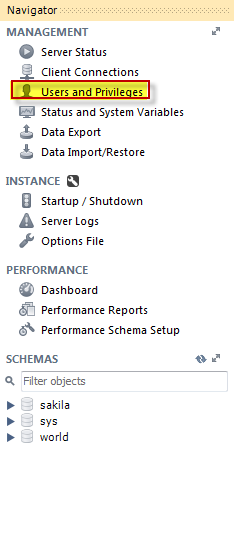 Navigator
MANAGEMENT
Server Status
Client Connections
Users and Privileges
Status and System Variables
Data Export
Data Import/Restore
INSTANCE
Startup / Shutdown
Server Logs
Options File
PERFORMANCE
Dashboard
Performance Reports
Performance Schema Setup
SCHEMAS
Filter objects
sakila
sys
world